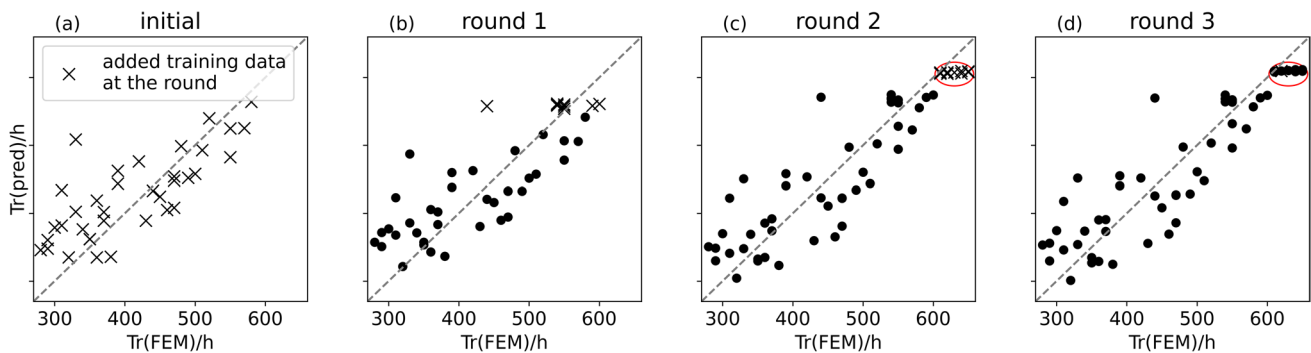 (a) initial
(b) round 1
(c) round 2
(d) round 3
added training data
at the round
Tr(pred)/h
300 400 500 600
300 400 500 600
300 400 500 600
300 400 500 600
Tr(FEM)/h
Tr(FEM)/h
Tr(FEM)/h
Tr(FEM)/h